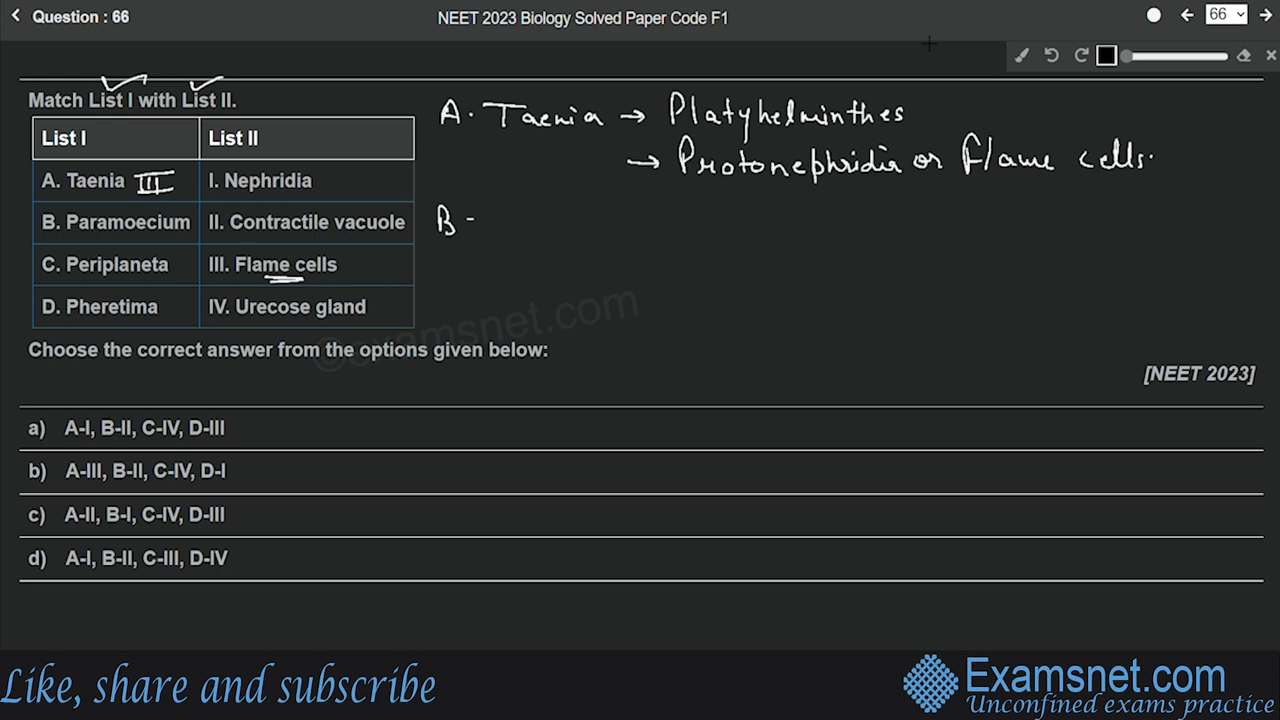 Question : 66
NEET 2023 Biology Solved Paper Code F1
66
Match List I with List II.
List I List II
A. Taenia III I. Nephridia
B. Paramoecium II. Contractile vacuole
C. Periplaneta III. Flame cells
D. Pheretima IV. Urecose gland
A. Taenia → Platyhelminthes
→ Protonephridia or Flame cells.
B -
©examsnet.com
Choose the correct answer from the options given below:
[NEET 2023]
a) A-I, B-II, C-IV, D-III
b) A-III, B-II, C-IV, D-I
c) A-II, B-I, C-IV, D-III
d) A-I, B-II, C-III, D-IV
Like, share and subscribe
Examsnet.com
Unconfined exams practice